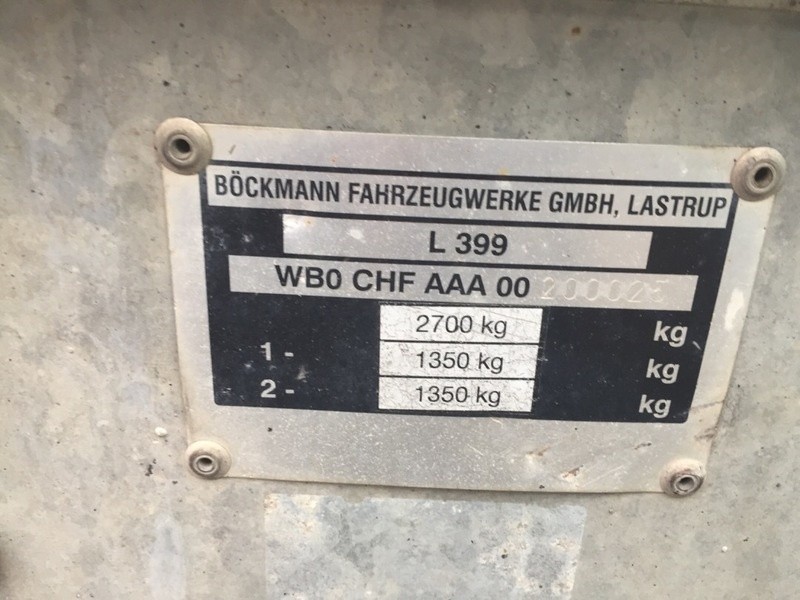 BÖCKMANN FAHRZEUGWERKE GMBH, LASTRUP
L 399
WB0 CHF AAA 00
2700 kg kg
1 - 1350 kg kg
2 - 1350 kg kg